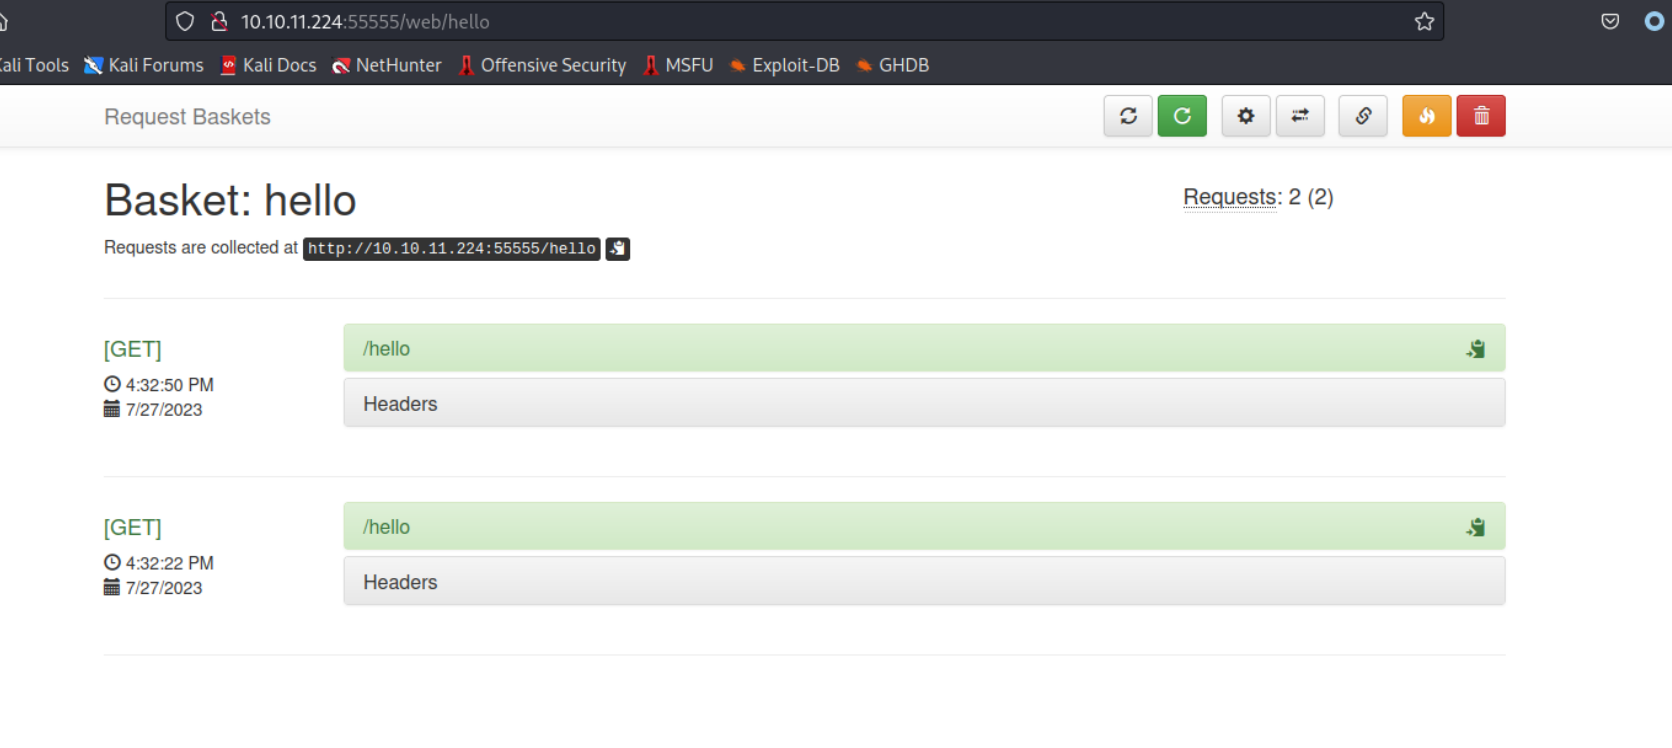 10.10.11.224:55555/web/hello
Kali Tools Kali Forums Kali Docs NetHunter Offensive Security MSFU Exploit-DB GHDB
Request Baskets
Basket: hello
Requests: 2 (2)
Requests are collected at http://10.10.11.224:55555/hello
[GET]
/hello
4:32:50 PM
7/27/2023
Headers
[GET]
/hello
4:32:22 PM
7/27/2023
Headers